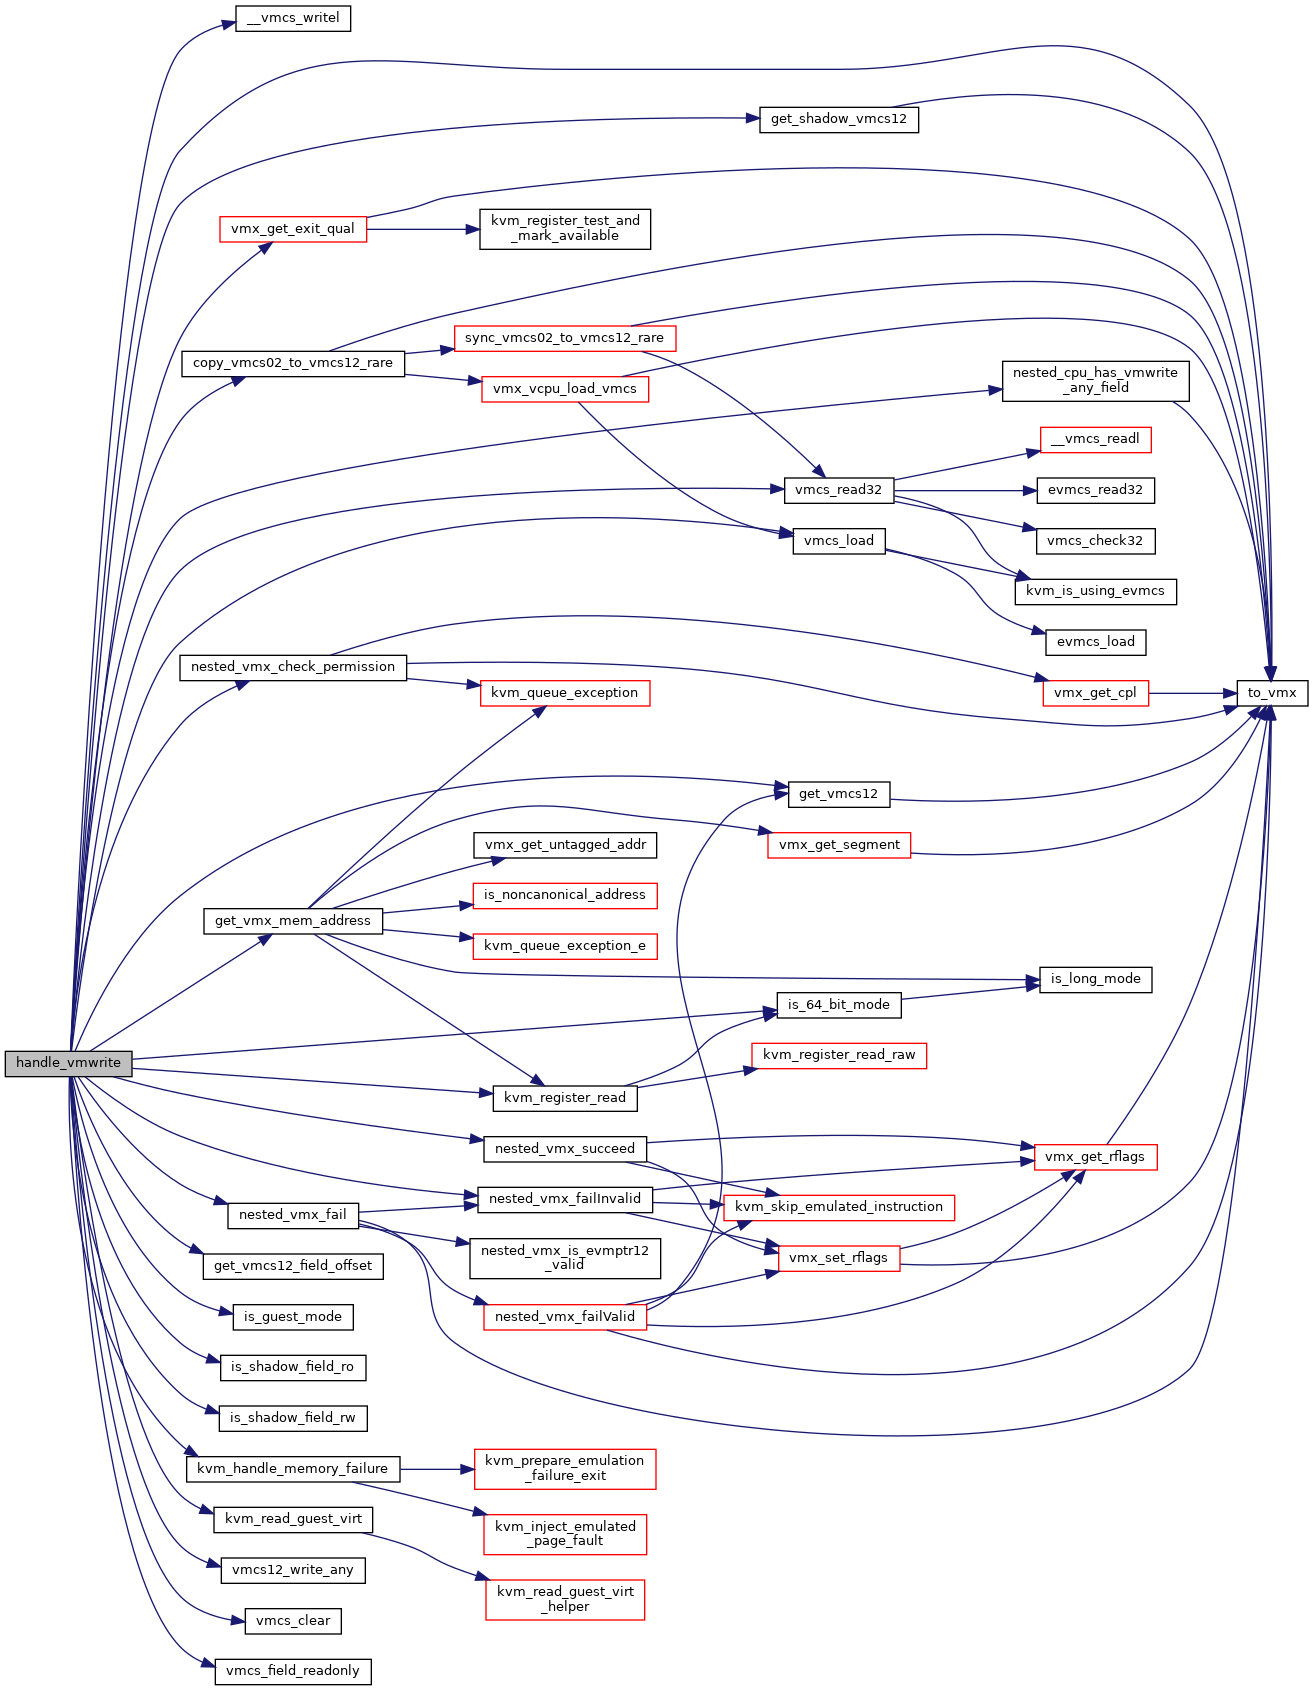 __vmcs_writel
get_shadow_vmcs12
vmx_get_exit_qual
kvm_register_test_and
_mark_available
sync_vmcs02_to_vmcs12_rare
copy_vmcs02_to_vmcs12_rare
vmx_vcpu_load_vmcs
nested_cpu_has_vmwrite
_any_field
__vmcs_readl
vmcs_read32
evmcs_read32
vmcs_load
vmcs_check32
kvm_is_using_evmcs
evmcs_load
nested_vmx_check_permission
kvm_queue_exception
vmx_get_cpl
to_vmx
get_vmcs12
vmx_get_untagged_addr
vmx_get_segment
is_noncanonical_address
get_vmx_mem_address
kvm_queue_exception_e
is_long_mode
is_64_bit_mode
handle_vmwrite
kvm_register_read_raw
kvm_register_read
nested_vmx_succeed
vmx_get_rflags
nested_vmx_failInvalid
kvm_skip_emulated_instruction
nested_vmx_fail
nested_vmx_is_evmptr12
_valid
vmx_set_rflags
get_vmcs12_field_offset
is_guest_mode
nested_vmx_failValid
is_shadow_field_ro
is_shadow_field_rw
kvm_handle_memory_failure
kvm_prepare_emulation
_failure_exit
kvm_read_guest_virt
kvm_inject_emulated
_page_fault
vmcs12_write_any
kvm_read_guest_virt
_helper
vmcs_clear
vmcs_field_readonly